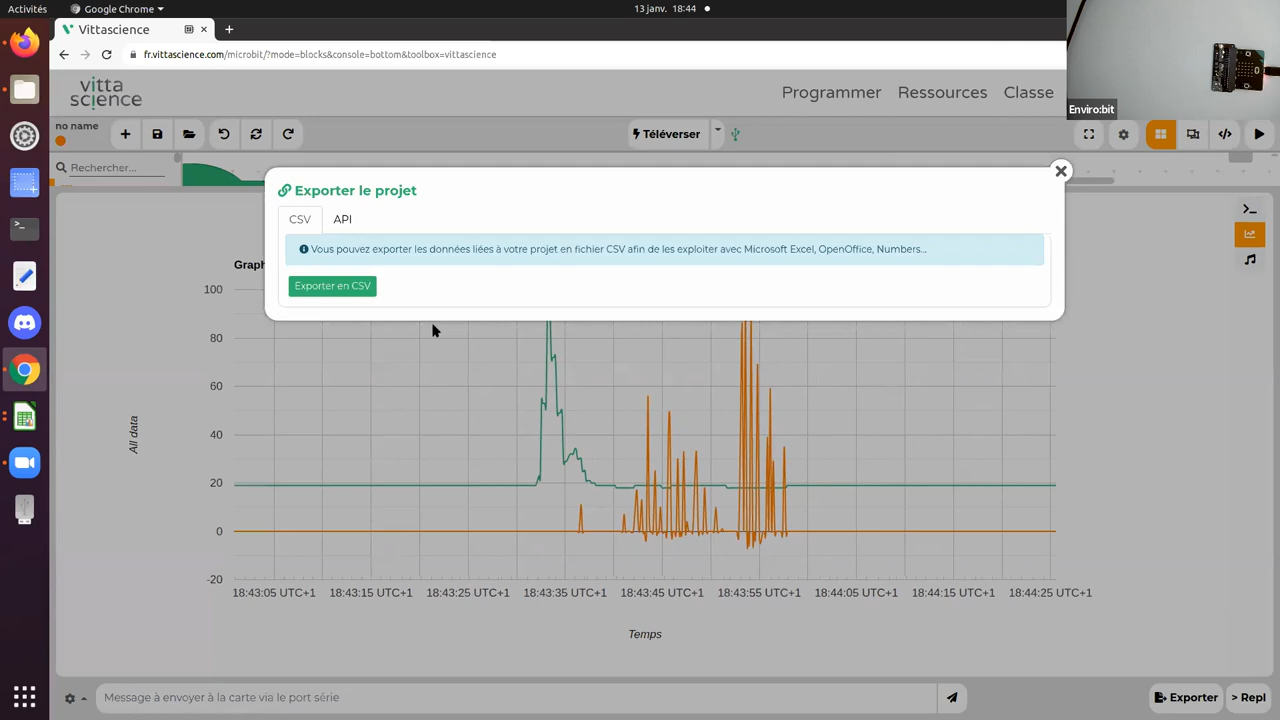 Activités
Google Chrome
13 janv. 18:44
Vittascience
fr.vittascience.com/microbit/?mode=blocks&console=bottom&toolbox=vittascience
vitta
science
Programmer
Ressources
Classe
Enviro:bit
no name
Téléverser
Rechercher...
Exporter le projet
CSV
API
Vous pouvez exporter les données liées à votre projet en fichier CSV afin de les exploiter avec Microsoft Excel, OpenOffice, Numbers...
Exporter en CSV
Graph
100
80
60
40
20
0
-20
All data
18:43:05 UTC+1
18:43:15 UTC+1
18:43:25 UTC+1
18:43:35 UTC+1
18:43:45 UTC+1
18:43:55 UTC+1
18:44:05 UTC+1
18:44:15 UTC+1
18:44:25 UTC+1
Temps
Message à envoyer à la carte via le port série
Exporter
> Repl